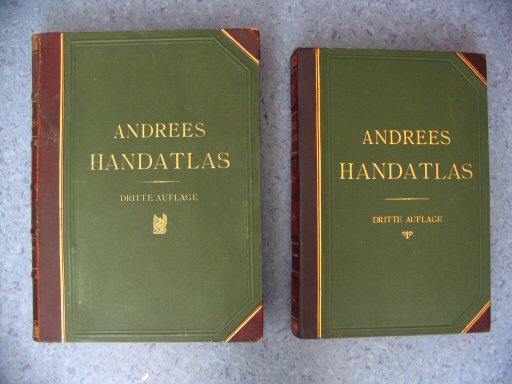 ANDREES
HANDATLAS
DRITTE AUFLAGE
ANDREES
HANDATLAS
DRITTE AUFLAGE